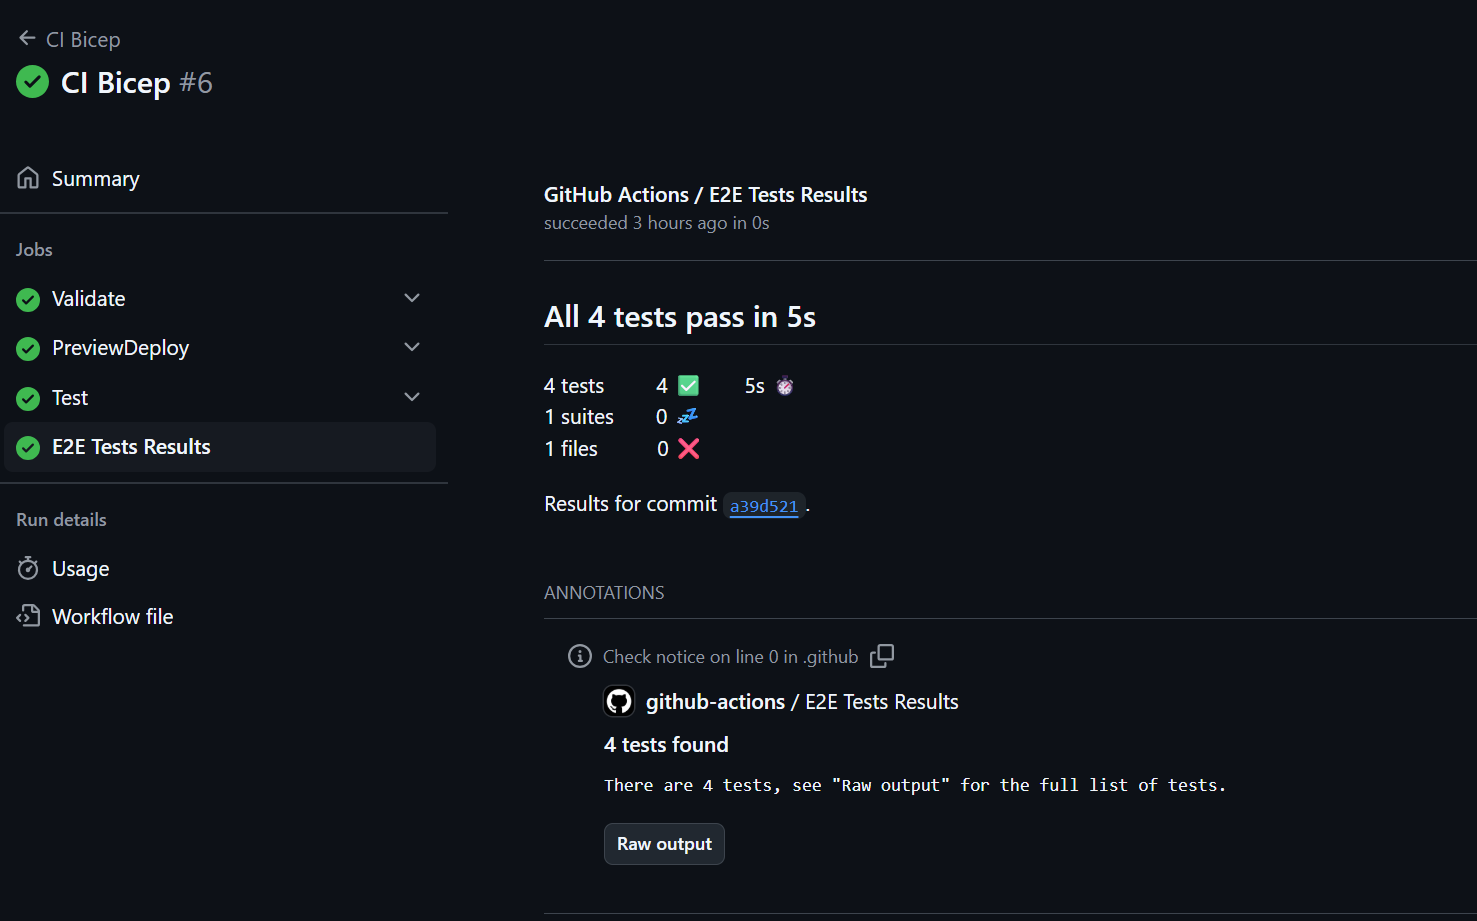 CI Bicep
CI Bicep #6
Summary
Jobs
Validate
PreviewDeploy
Test
E2E Tests Results
Run details
Usage
Workflow file
GitHub Actions / E2E Tests Results
succeeded 3 hours ago in 0s
All 4 tests pass in 5s
4 tests 4 ✅ 5s ⏱
1 suites 0 💤
1 files 0 ❌
Results for commit a39d521.
ANNOTATIONS
Check notice on line 0 in .github
github-actions / E2E Tests Results
4 tests found
There are 4 tests, see "Raw output" for the full list of tests.
Raw output